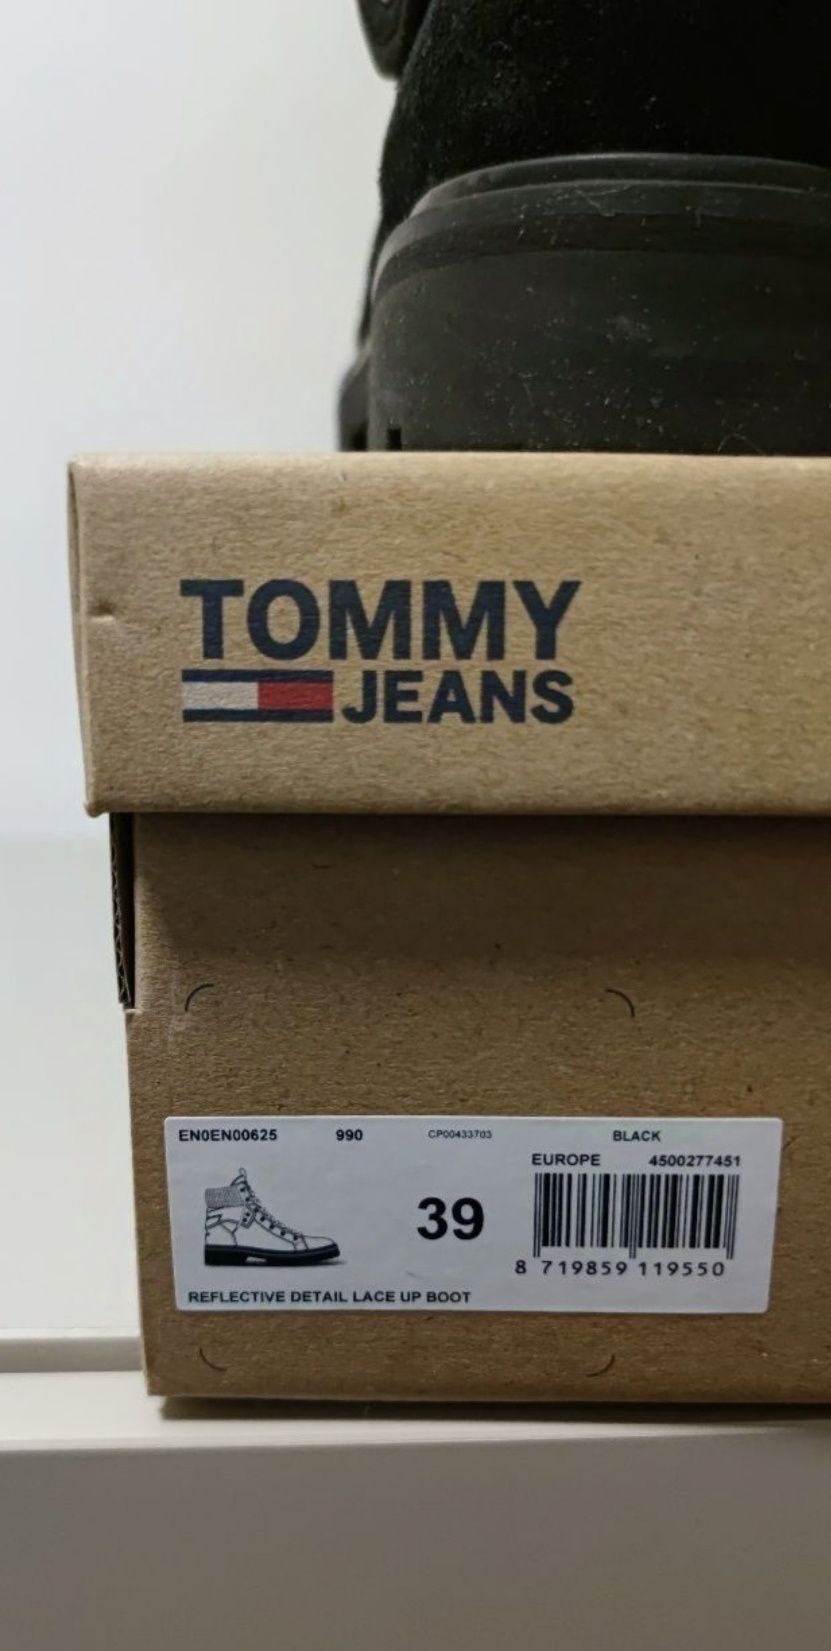 TOMMY
JEANS
EN0EN00625 990 CP00433703 BLACK
EUROPE 4500277451
39
8 719859 119550
REFLECTIVE DETAIL LACE UP BOOT